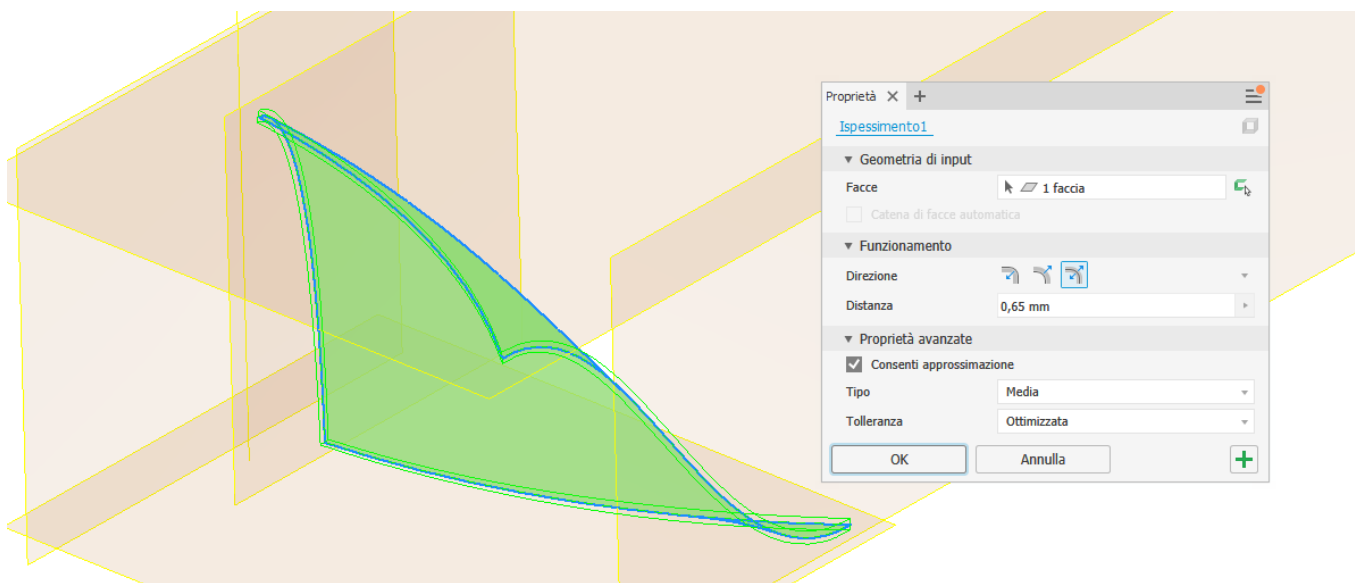 Proprietà
Ispessimento1
Geometria di input
Facce 1 faccia
Catena di facce automatica
Funzionamento
Direzione
Distanza 0,65 mm
Proprietà avanzate
Consenti approssimazione
Tipo Media
Tolleranza Ottimizzata
OK Annulla